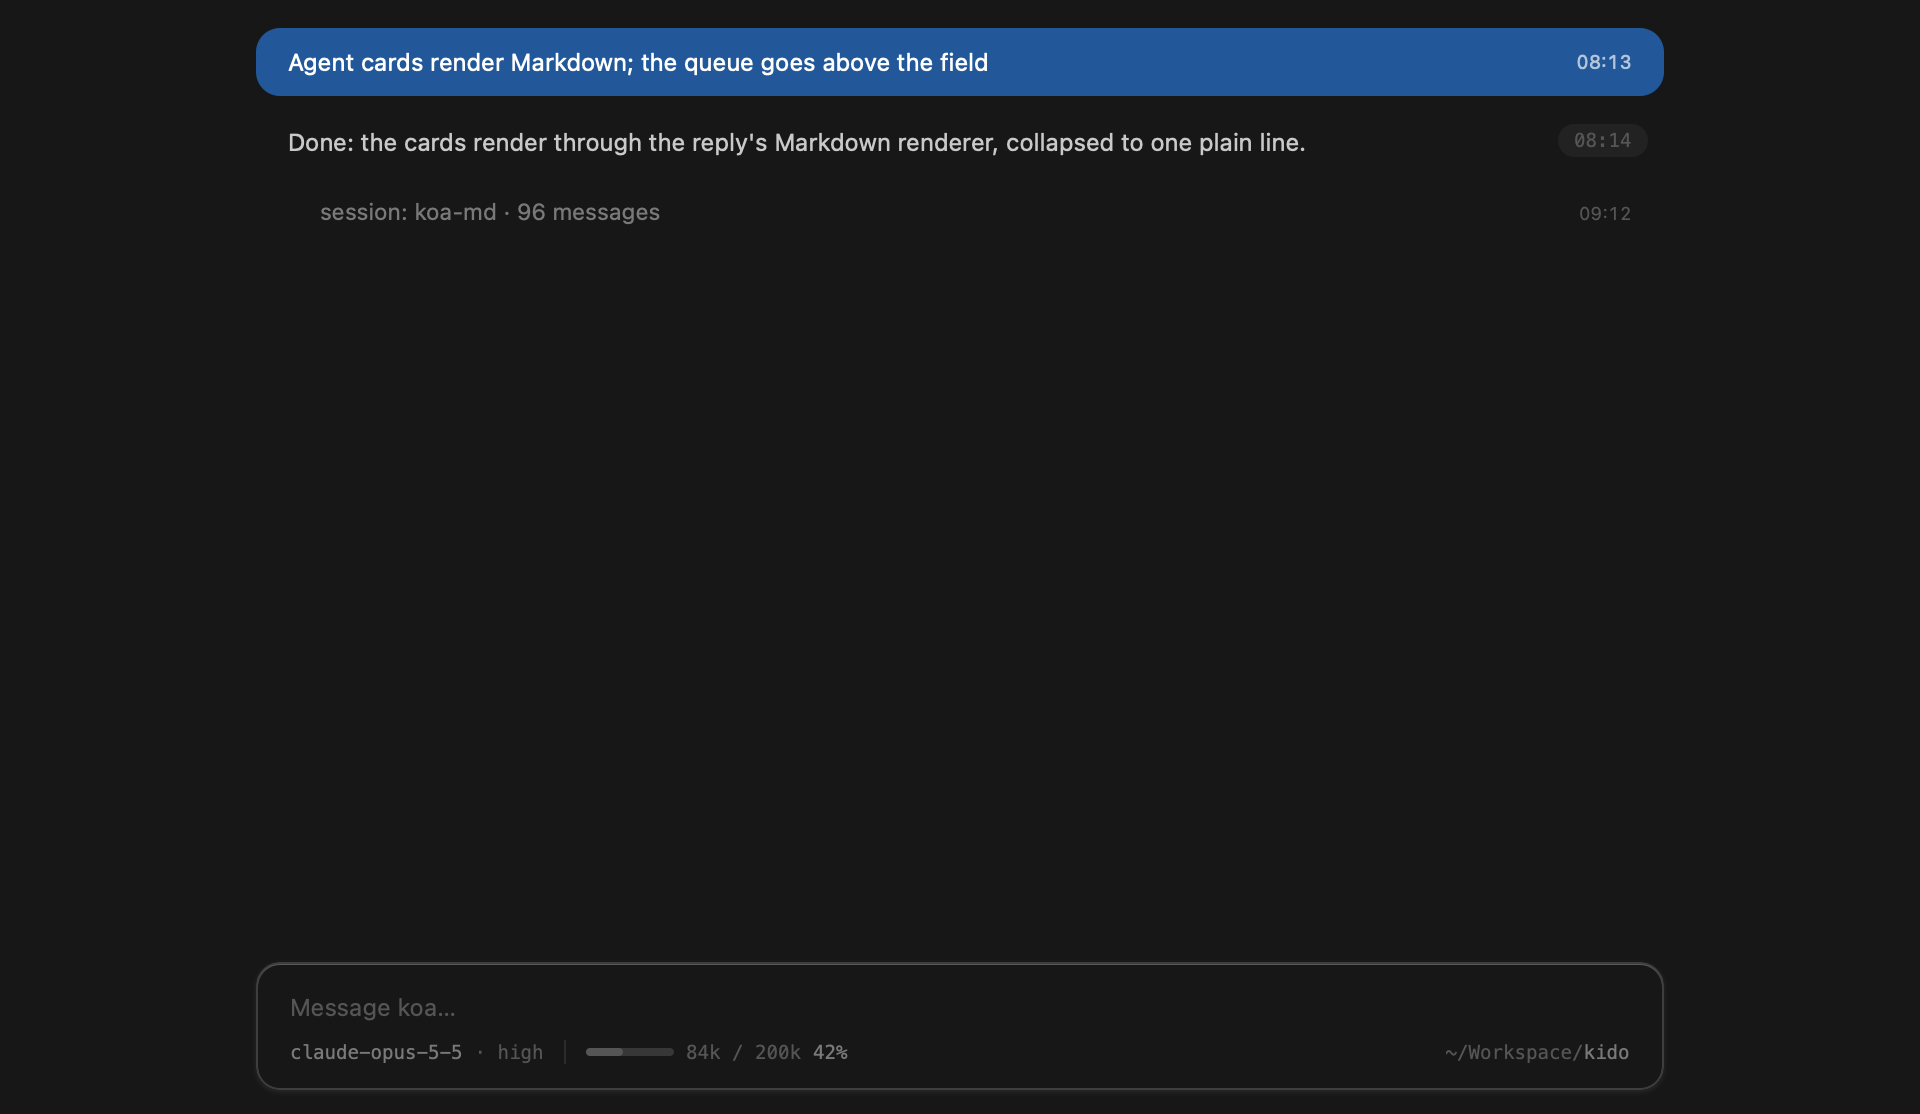 Agent cards render Markdown; the queue goes above the field 08:13
Done: the cards render through the reply's Markdown renderer, collapsed to one plain line. 08:14
session: koa-md · 96 messages 09:12
Message koa…
claude-opus-5-5 · high 84k / 200k 42% ~/Workspace/kido